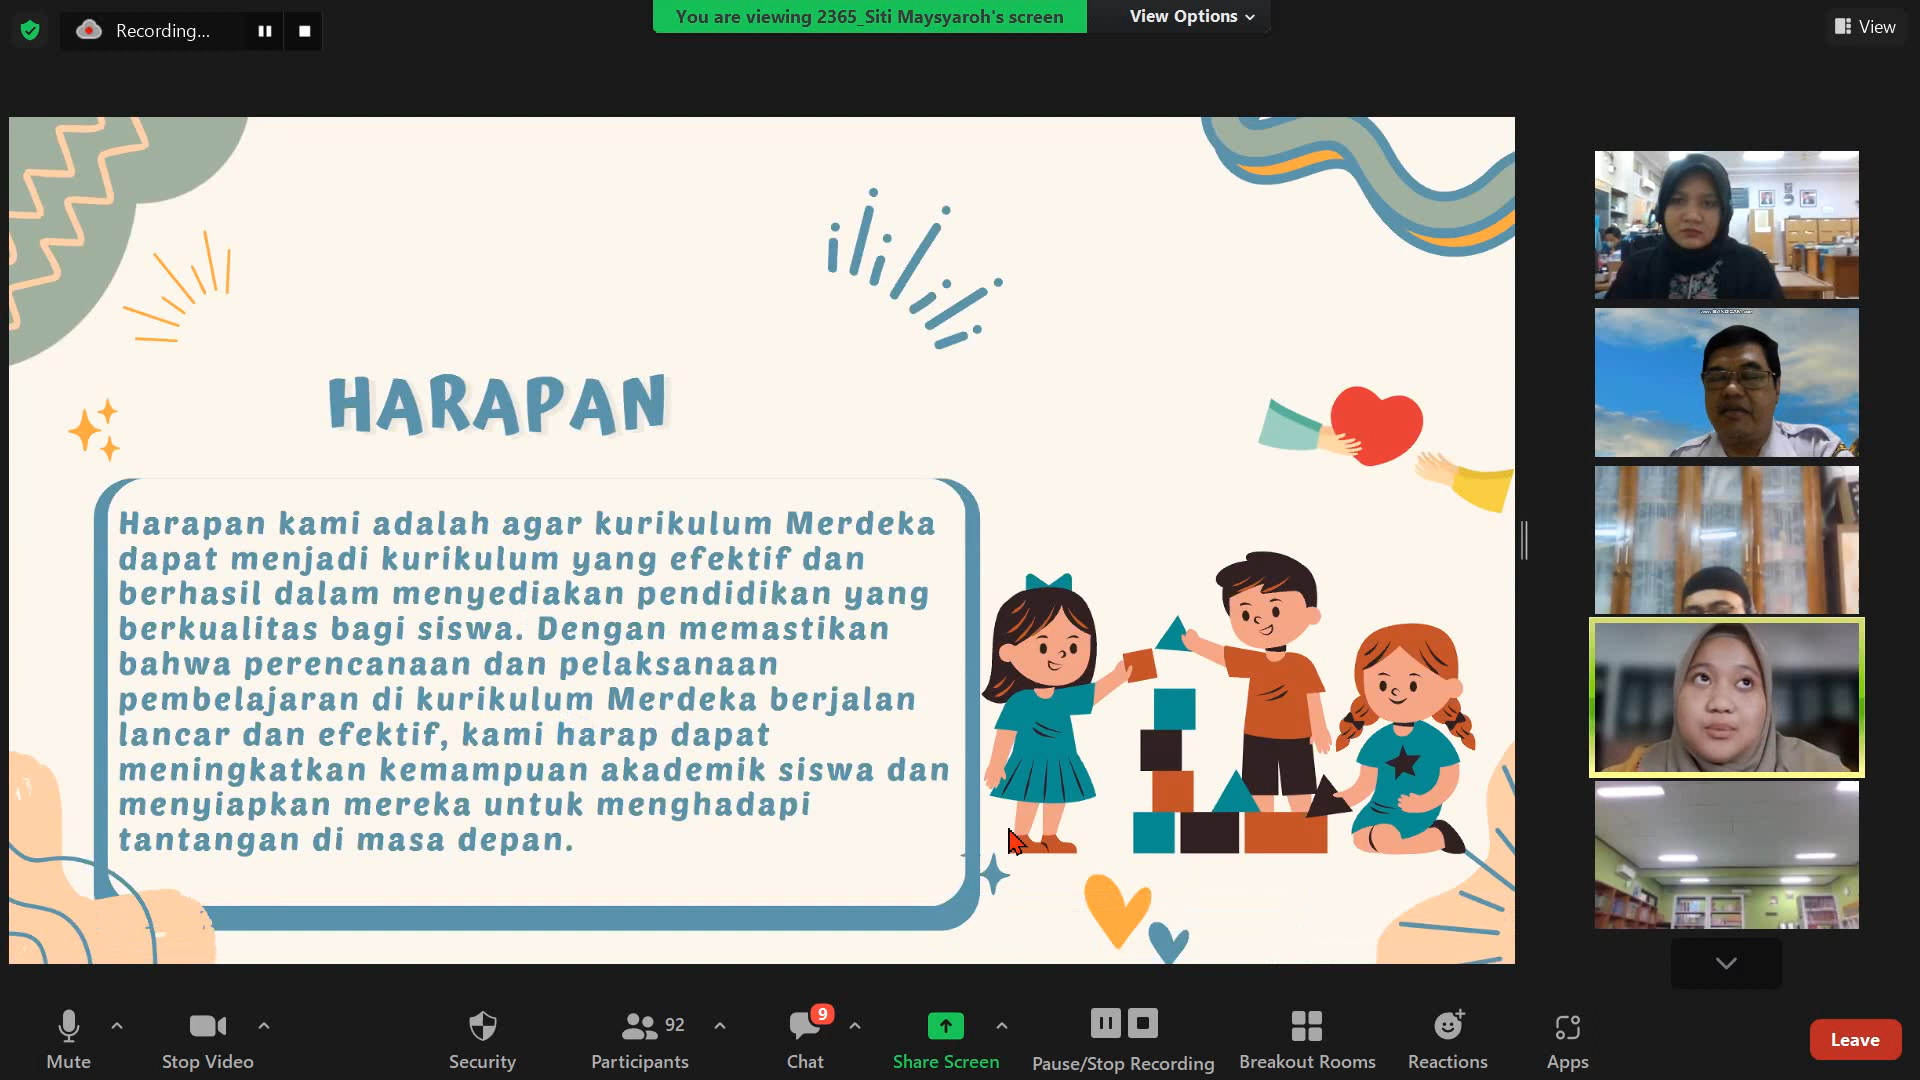 Recording...
You are viewing 2365_Siti Maysyaroh's screen
View Options
View
HARAPAN
Harapan kami adalah agar kurikulum Merdeka
dapat menjadi kurikulum yang efektif dan
berhasil dalam menyediakan pendidikan yang
berkualitas bagi siswa. Dengan memastikan
bahwa perencanaan dan pelaksanaan
pembelajaran di kurikulum Merdeka berjalan
lancar dan efektif, kami harap dapat
meningkatkan kemampuan akademik siswa dan
menyiapkan mereka untuk menghadapi
tantangan di masa depan.
Mute
Stop Video
Security
92
Participants
9
Chat
Share Screen
Pause/Stop Recording
Breakout Rooms
Reactions
Apps
Leave